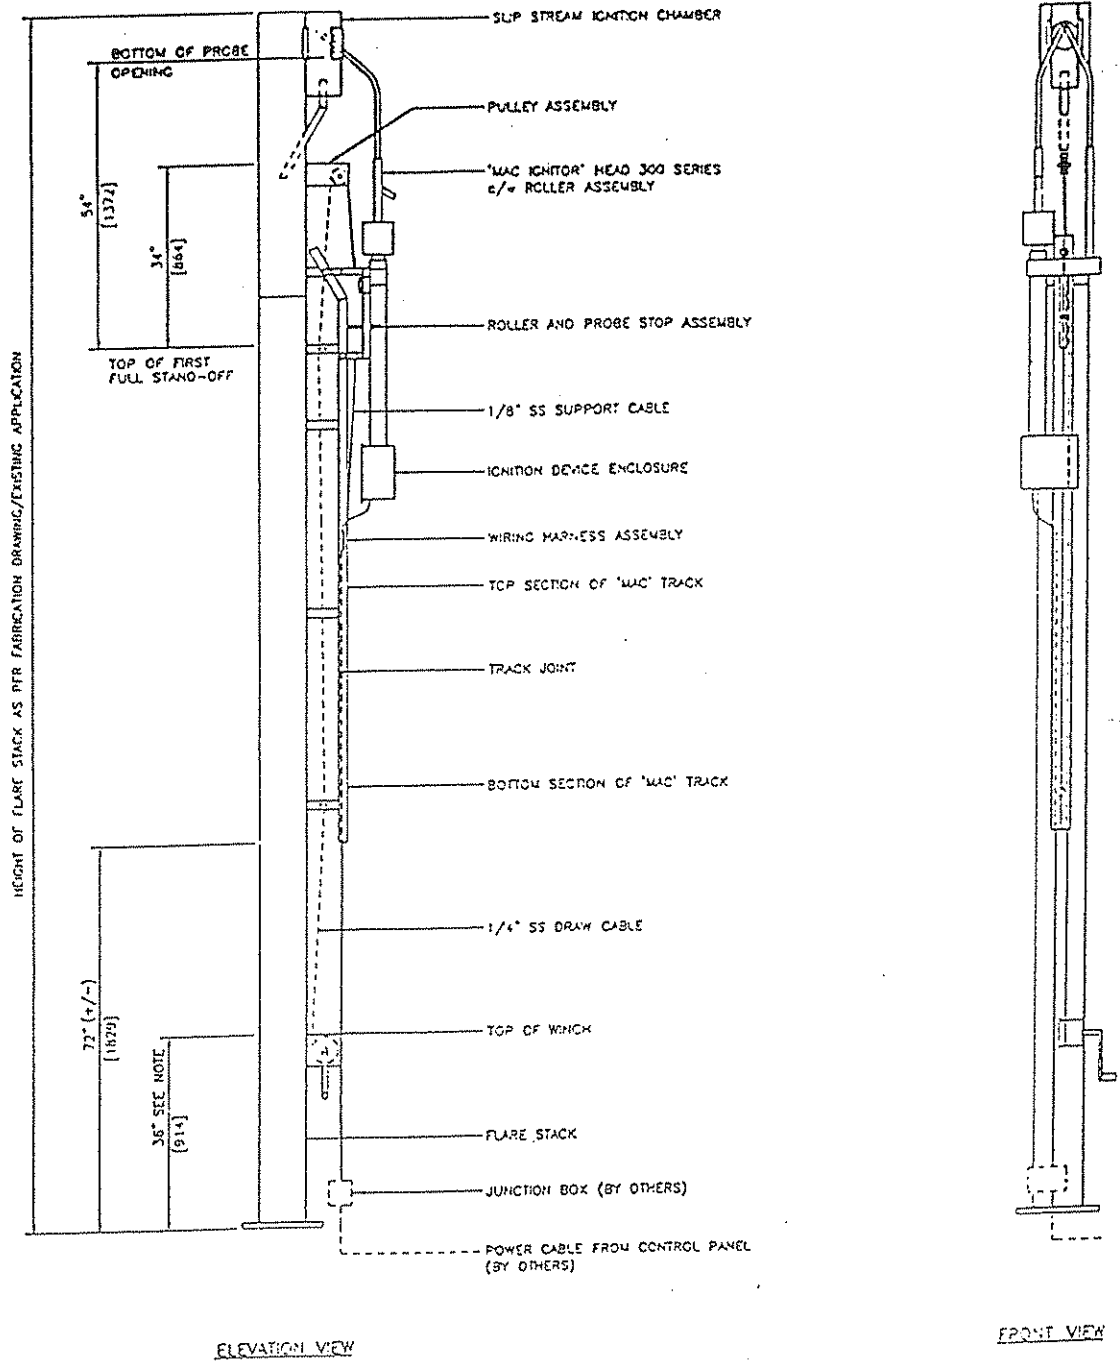 SLIP STREAM IGNITION CHAMBER
BOTTOM OF PROBE
OPENING
PULLEY ASSEMBLY
"MAC IGNITOR" HEAD 300 SERIES
c/w ROLLER ASSEMBLY
54"
[1372]
34"
[864]
ROLLER AND PROBE STOP ASSEMBLY
TOP OF FIRST
FULL STAND-OFF
1/8" SS SUPPORT CABLE
IGNITION DEVICE ENCLOSURE
WIRING HARNESS ASSEMBLY
TOP SECTION OF "MAC" TRACK
TRACK JOINT
BOTTOM SECTION OF "MAC" TRACK
HEIGHT OF FLARE STACK AS PER FABRICATION DRAWING/EXISTING APPLICATION
1/4" SS DRAW CABLE
72" (+/-)
[1829]
TOP OF WINCH
36" SEE NOTE
[914]
FLARE STACK
JUNCTION BOX (BY OTHERS)
POWER CABLE FROM CONTROL PANEL
(BY OTHERS)
ELEVATION VIEW
FRONT VIEW